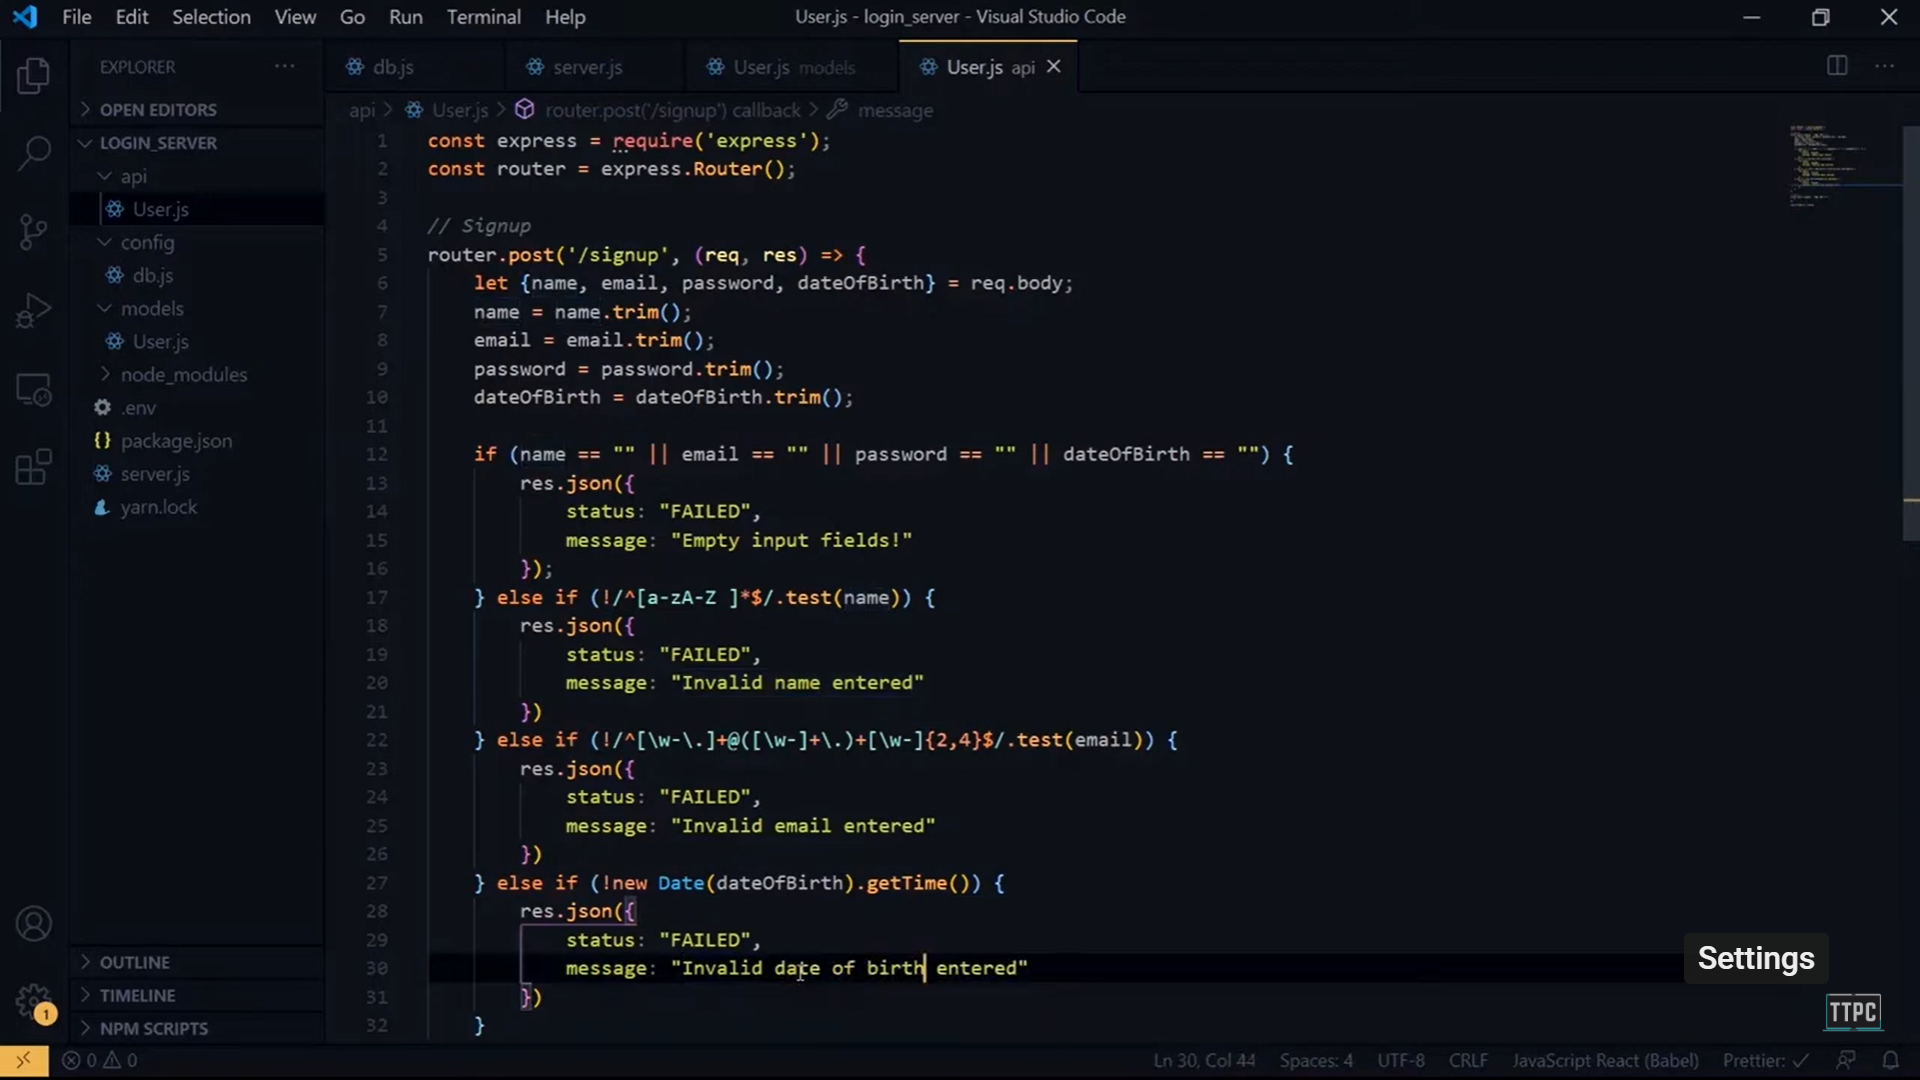 File Edit Selection View Go Run Terminal Help User.js - login_server - Visual Studio Code
EXPLORER
OPEN EDITORS
LOGIN_SERVER
api
User.js
config
db.js
models
User.js
node_modules
.env
package.json
server.js
yarn.lock
OUTLINE
TIMELINE
NPM SCRIPTS
1
db.js server.js User.js models User.js api
api > User.js > router.post('/signup') callback > message
1 const express = require('express');
2 const router = express.Router();
3
4 // Signup
5 router.post('/signup', (req, res) => {
6 let {name, email, password, dateOfBirth} = req.body;
7 name = name.trim();
8 email = email.trim();
9 password = password.trim();
10 dateOfBirth = dateOfBirth.trim();
11
12 if (name == "" || email == "" || password == "" || dateOfBirth == "") {
13 res.json({
14 status: "FAILED",
15 message: "Empty input fields!"
16 });
17 } else if (!/^[a-zA-Z ]*$/.test(name)) {
18 res.json({
19 status: "FAILED",
20 message: "Invalid name entered"
21 })
22 } else if (!/^[\w-\.]+@([\w-]+\.)+[\w-]{2,4}$/.test(email)) {
23 res.json({
24 status: "FAILED",
25 message: "Invalid email entered"
26 })
27 } else if (!new Date(dateOfBirth).getTime()) {
28 res.json({
29 status: "FAILED",
30 message: "Invalid date of birth entered"
31 })
32 }
Settings
TTPC
0 0 Ln 30, Col 44 Spaces: 4 UTF-8 CRLF JavaScript React (Babel) Prettier: ✓